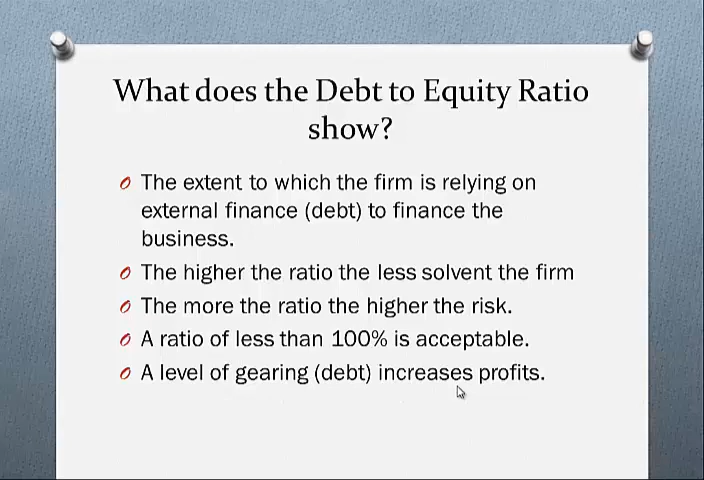 What does the Debt to Equity Ratio
show?
The extent to which the firm is relying on
external finance (debt) to finance the
business.
The higher the ratio the less solvent the firm
The more the ratio the higher the risk.
A ratio of less than 100% is acceptable.
A level of gearing (debt) increases profits.